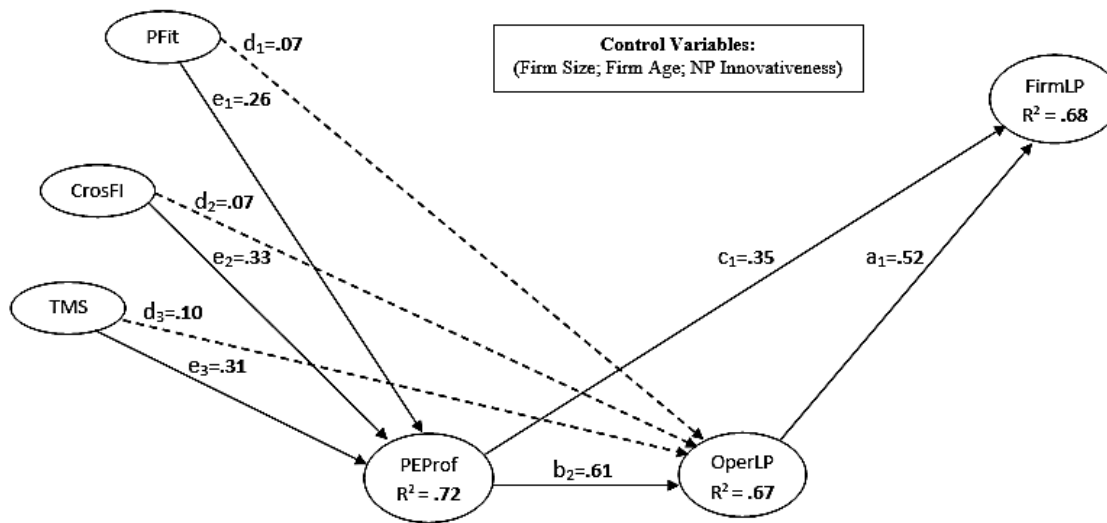 PFit
d₁=.07
Control Variables:
(Firm Size; Firm Age; NP Innovativeness)
FirmLP
R² = .68
e₁=.26
CrosFI
d₂=.07
e₂=.33
c₁=.35
a₁=.52
TMS
d₃=.10
e₃=.31
PEProf
R² = .72
b₂=.61
OperLP
R² = .67